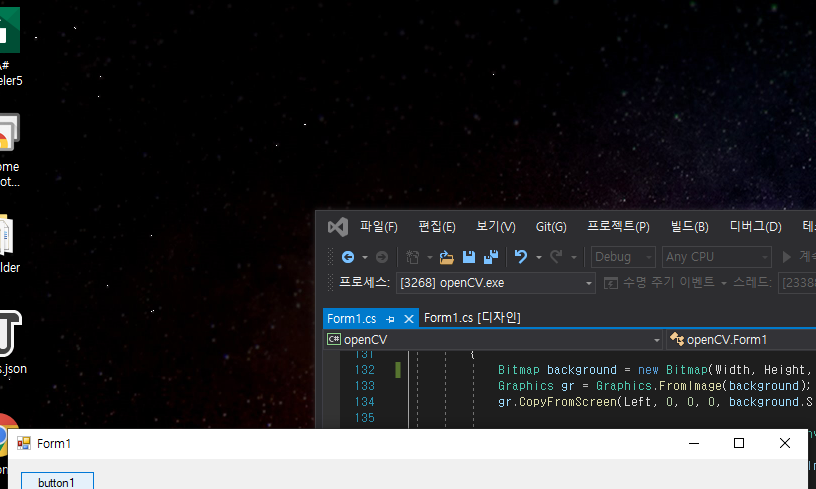 A#
eler5
ome
ot...
lder
s.json
파일(F) 편집(E) 보기(V) Git(G) 프로젝트(P) 빌드(B) 디버그(D) 테
Debug Any CPU 계속
프로세스: [3268] openCV.exe 수명 주기 이벤트 스레드: [23388
Form1.cs Form1.cs [디자인]
C# openCV openCV.Form1
131 {
132 Bitmap background = new Bitmap(Width, Height,
133 Graphics gr = Graphics.FromImage(background);
134 gr.CopyFromScreen(Left, 0, 0, 0, background.S
135
Form1
button1